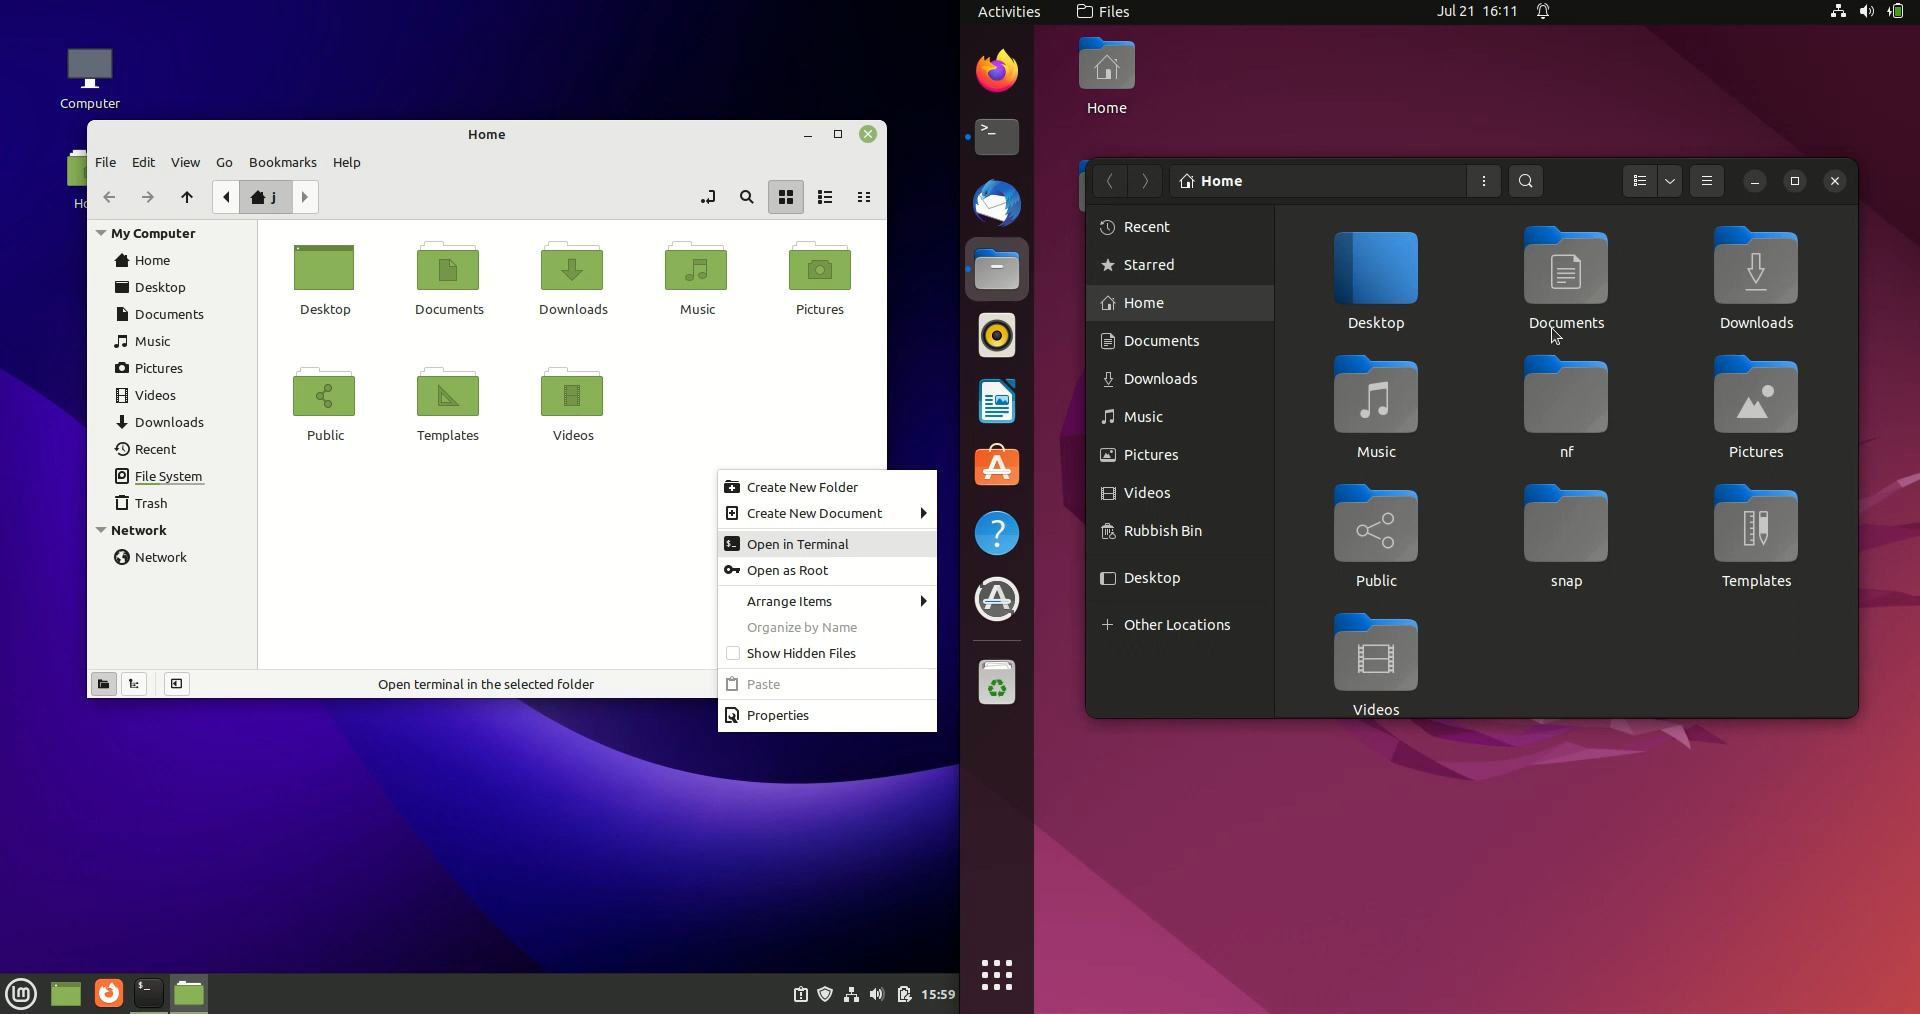 Computer
Home
File Edit View Go Bookmarks Help
j
My Computer
Home
Desktop
Documents
Music
Pictures
Videos
Downloads
Recent
File System
Trash
Network
Network
Desktop
Documents
Downloads
Music
Pictures
Public
Templates
Videos
Create New Folder
Create New Document
Open in Terminal
Open as Root
Arrange Items
Organize by Name
Show Hidden Files
Paste
Properties
Open terminal in the selected folder
15:59
Activities
Files
Jul 21 16:11
Home
Home
Recent
Starred
Home
Documents
Downloads
Music
Pictures
Videos
Rubbish Bin
Desktop
Other Locations
Desktop
Documents
Downloads
Music
nf
Pictures
Public
snap
Templates
Videos